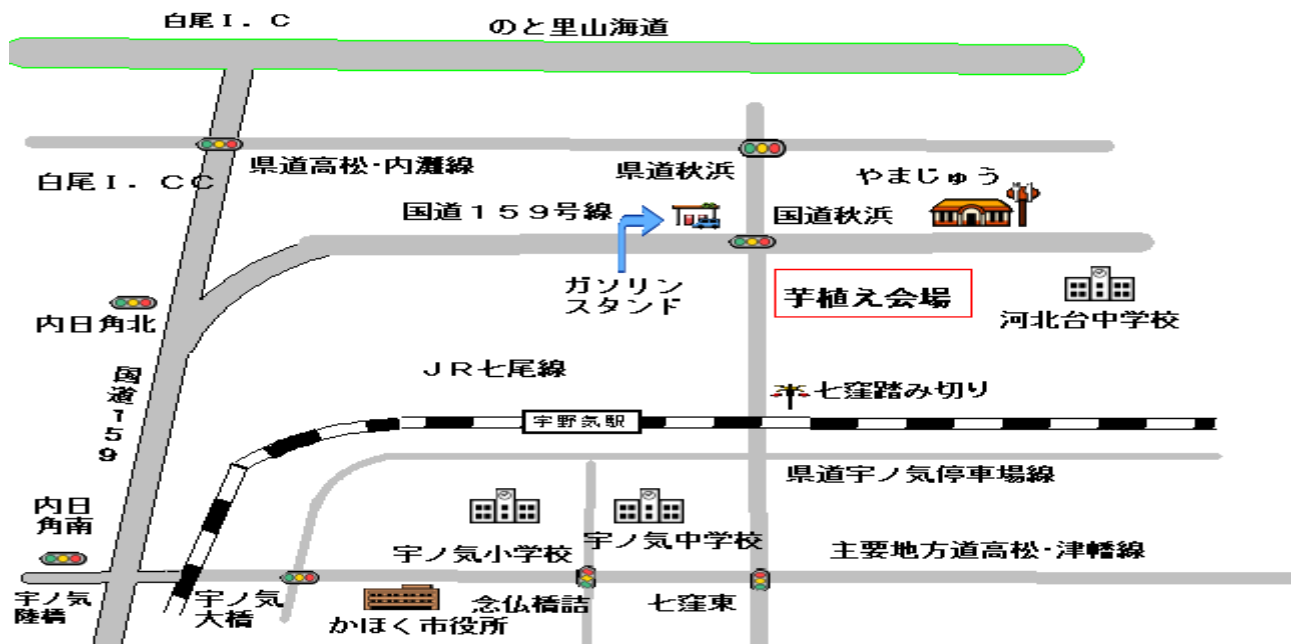 白尾Ⅰ．Ｃ
のと里山海道
県道高松･内灘線
県道秋浜
やまじゅう
白尾Ⅰ．ＣＣ
国道１５９号線
国道秋浜
ガソリン
スタンド
芋植え会場
河北台中学校
内日角北
国道159
ＪＲ七尾線
七窪踏み切り
宇野気駅
県道宇ノ気停車場線
内日
角南
宇ノ気小学校
宇ノ気中学校
主要地方道高松･津幡線
宇ノ気
陸橋
宇ノ気
大橋
かほく市役所
念仏橋詰
七窪東